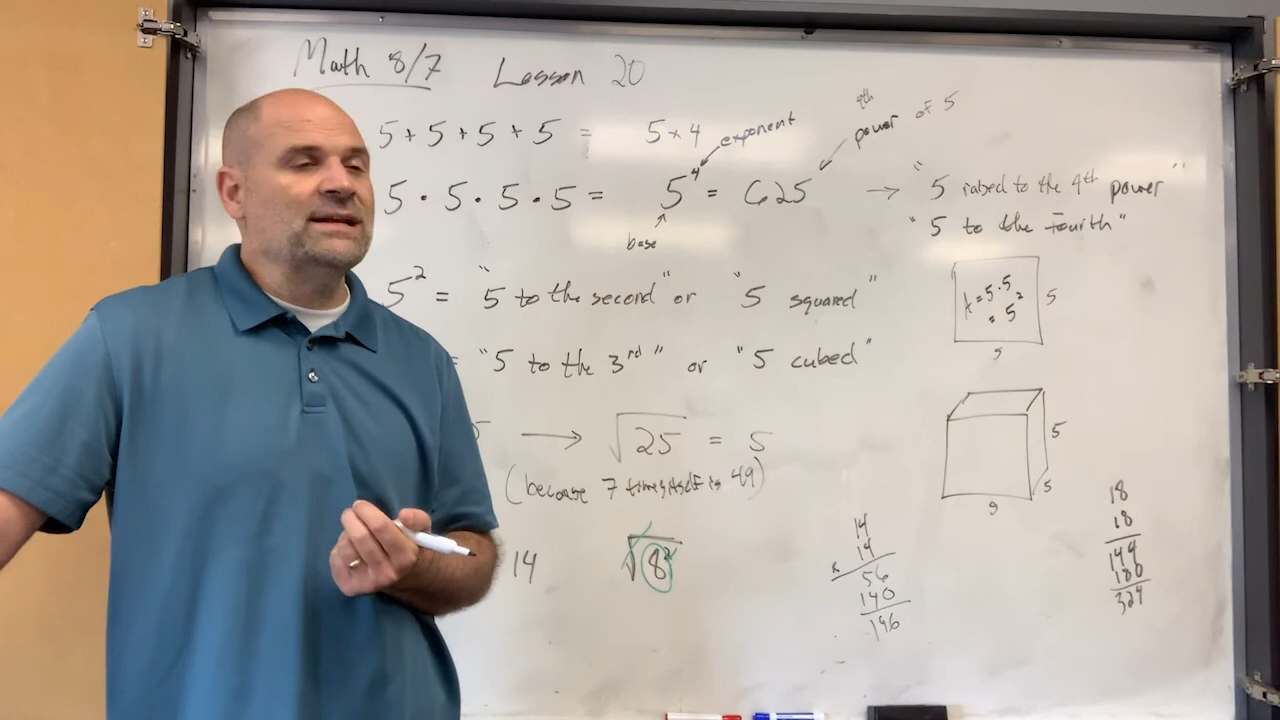 Math 8/7 Lesson 20
5 + 5 + 5 + 5 = 5 × 4
exponent
4th power of 5
5 · 5 · 5 · 5 = 5⁴ = 625 → "5 raised to the 4th power"
"5 to the fourth"
base
5² = "5 to the second" or "5 squared"
A = 5 · 5
= 5²
5
5
= "5 to the 3rd" or "5 cubed"
5 → √25 = 5
(because 7 times itself is 49)
5
5
5
14
√8²
14
× 14
56
140
196
18
18
144
180
324